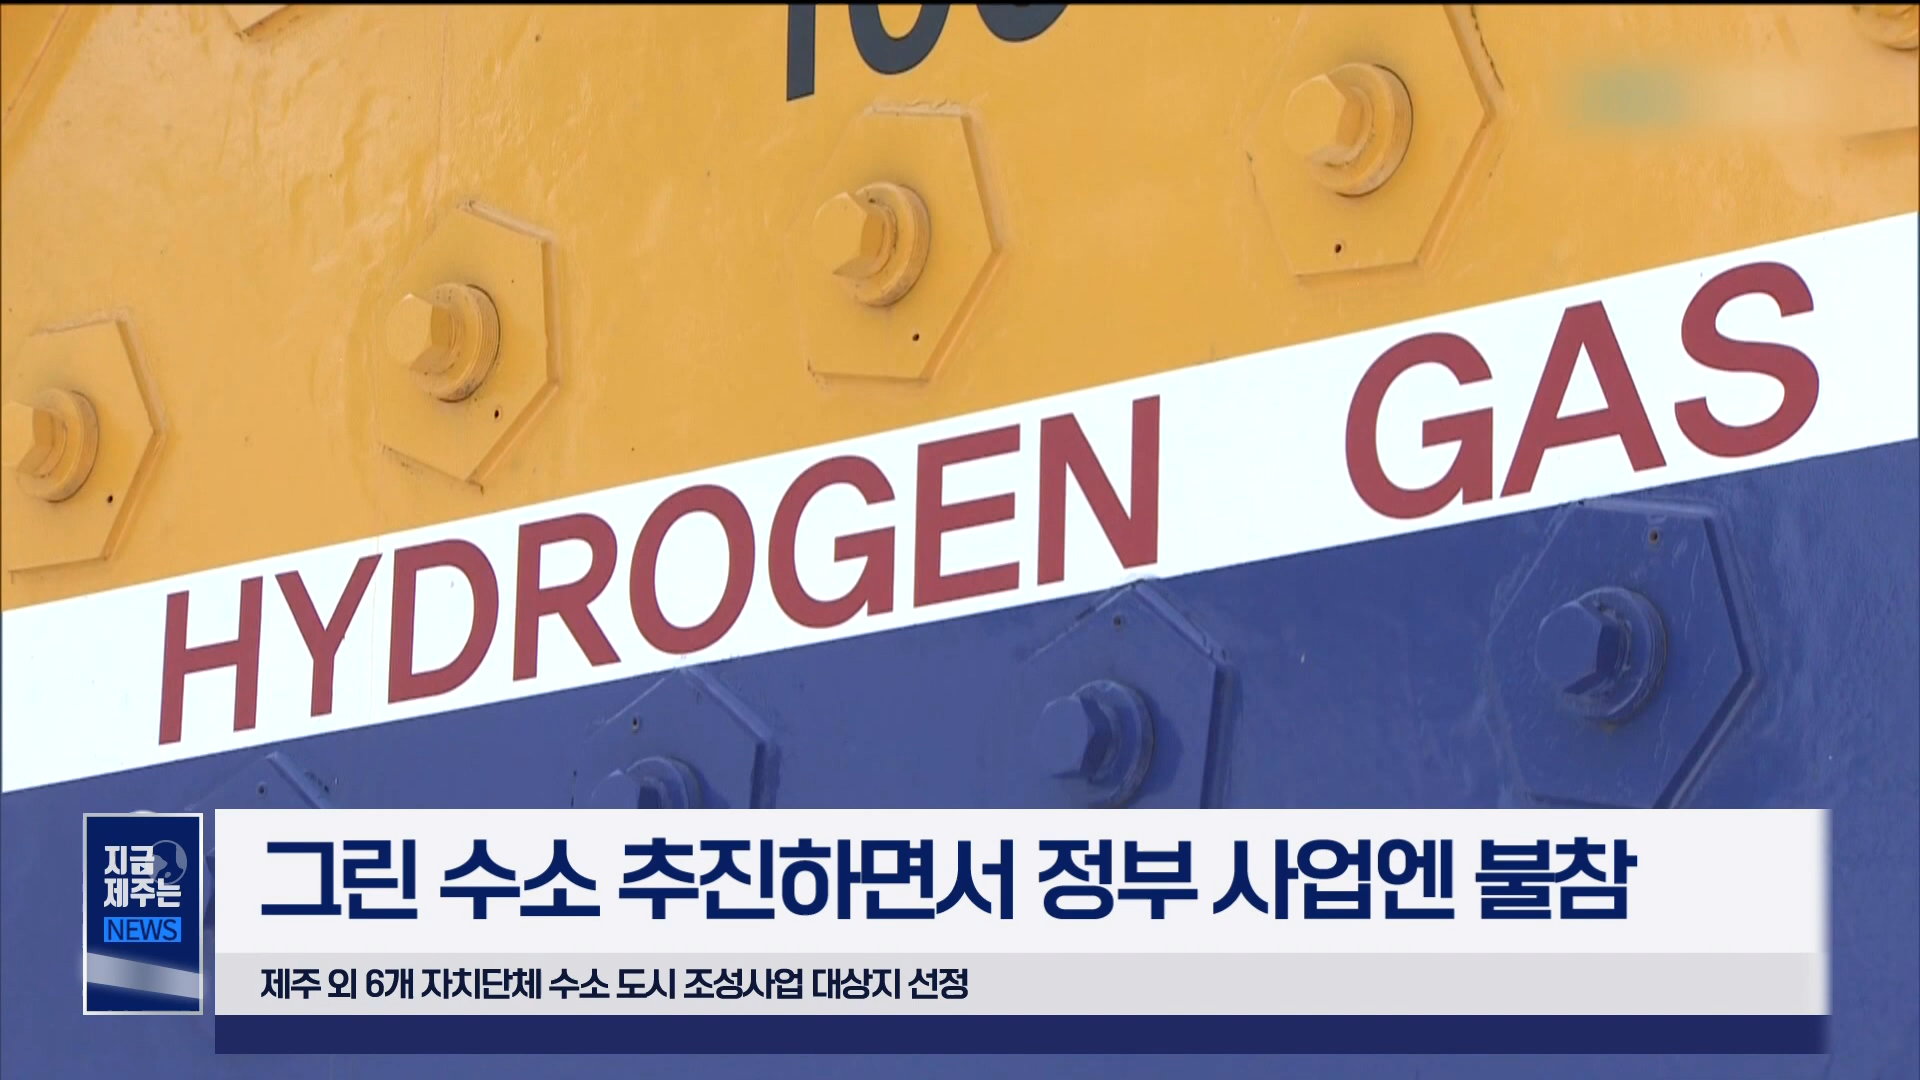 HYDROGEN GAS
지금
제주는
NEWS
그린 수소 추진하면서 정부 사업엔 불참
제주 외 6개 자치단체 수소 도시 조성사업 대상지 선정